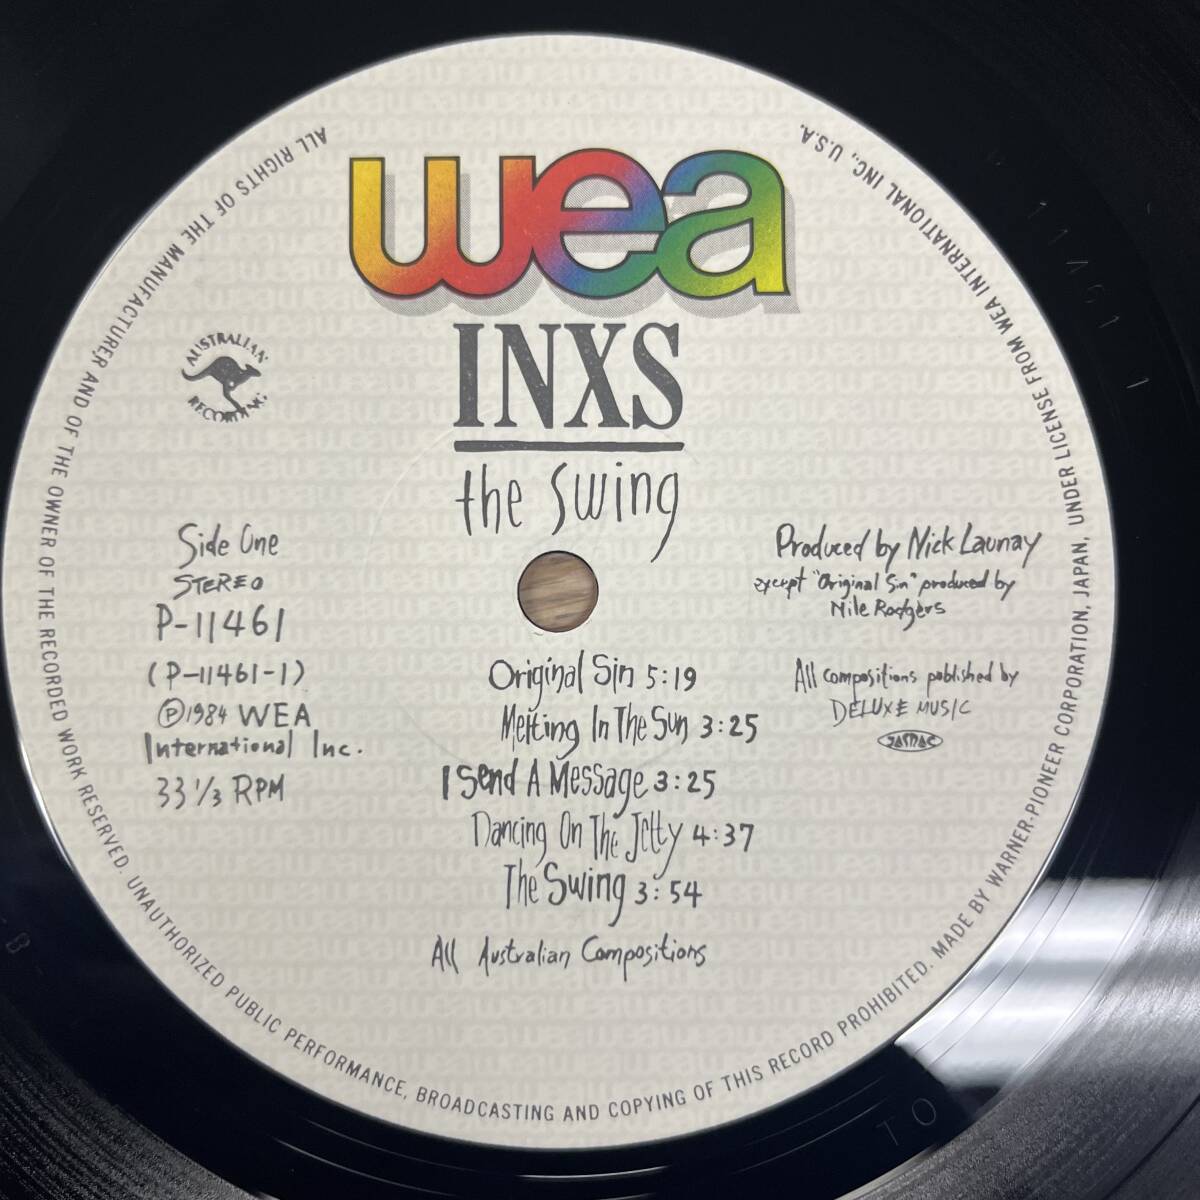 wea
INXS
the swing
AUSTRALIAN
RECORDING
Side One
STEREO
P-11461
(P-11461-1)
Ⓟ1984 WEA
International Inc.
33 1/3 RPM
Produced by Nick Launay
except "Original Sin" produced by
Nile Rodgers
All compositions published by
DELUXE MUSIC
JASRAC
Original Sin 5:19
Melting In The Sun 3:25
I Send A Message 3:25
Dancing On The Jetty 4:37
The Swing 3:54
All Australian Compositions
ALL RIGHTS OF THE MANUFACTURER AND OF THE OWNER OF THE RECORDED WORK RESERVED. UNAUTHORIZED PUBLIC PERFORMANCE, BROADCASTING AND COPYING OF THIS RECORD PROHIBITED. MADE BY WARNER-PIONEER CORPORATION, JAPAN, UNDER LICENSE FROM WEA INTERNATIONAL INC., U.S.A.